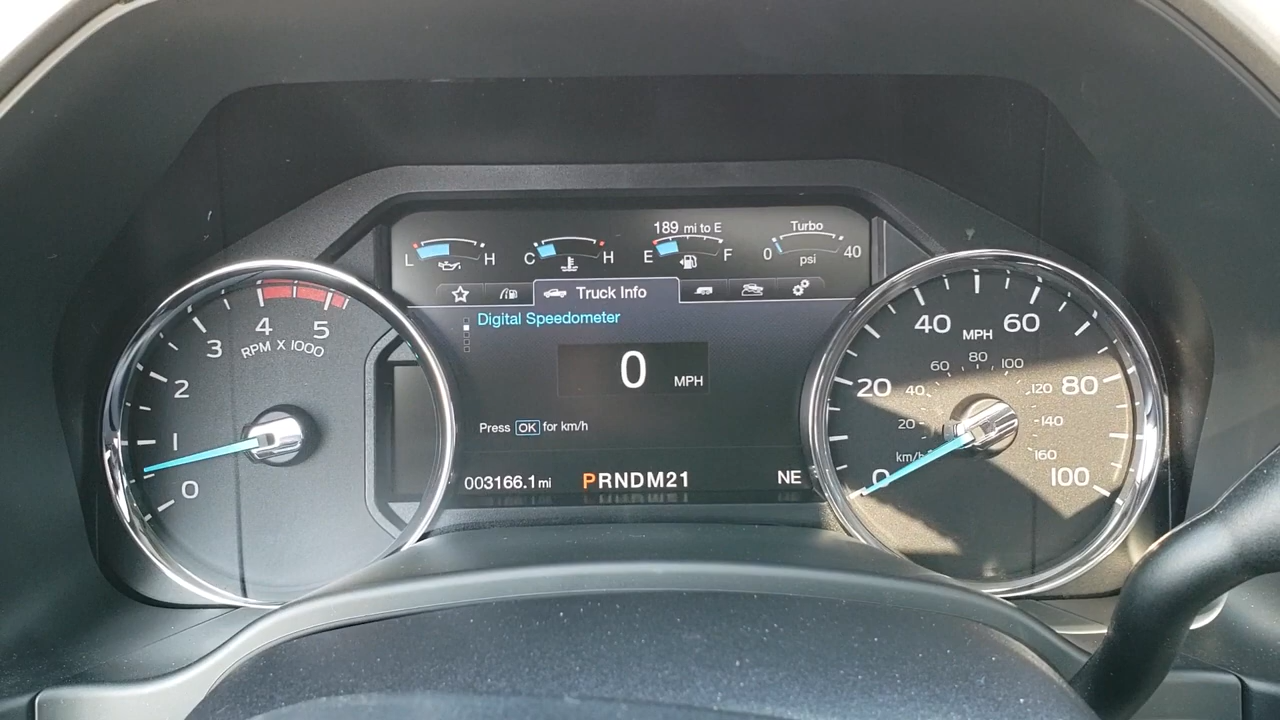 189 mi to E
Turbo
L H C H E F 0 40
psi
Truck Info
Digital Speedometer
0 MPH
Press OK for km/h
003166.1 mi PRNDM21 NE
0 1 2 3 4 5
RPM X 1000
0 20 40 60 80 100
MPH
20 40 60 80 100 120 140 160
km/h